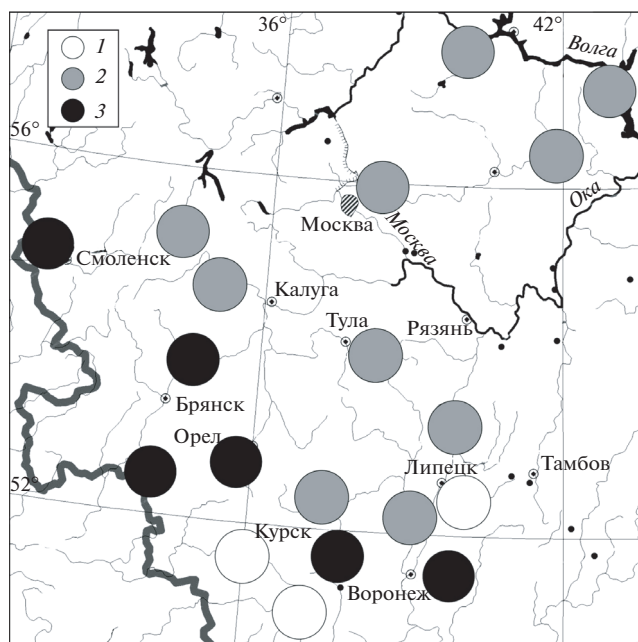 36°
42°
1
2
3
Волга
56°
Ока
Москва
Москва
Смоленск
Калуга
Тула
Рязань
Брянск
Орел
Липецк
Тамбов
52°
Курск
Воронеж